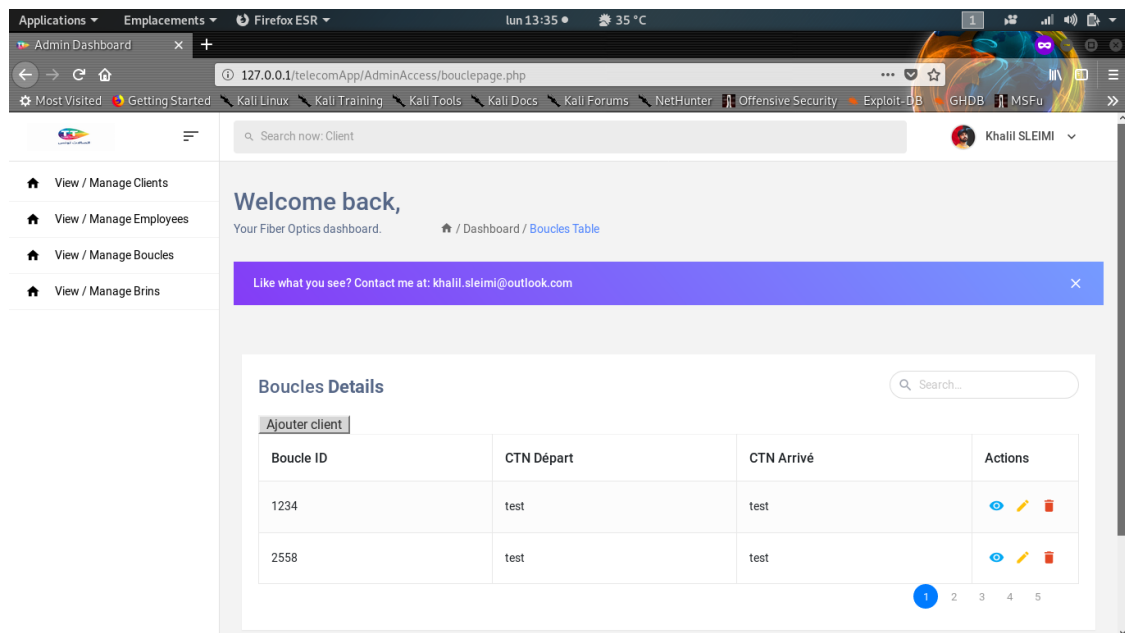 Applications Emplacements Firefox ESR lun 13:35 35 °C 1
Admin Dashboard
127.0.0.1/telecomApp/AdminAccess/bouclepage.php
Most Visited Getting Started Kali Linux Kali Training Kali Tools Kali Docs Kali Forums NetHunter Offensive Security Exploit-DB GHDB MSFu
Search now: Client Khalil SLEIMI
View / Manage Clients
View / Manage Employees
View / Manage Boucles
View / Manage Brins
Welcome back,
Your Fiber Optics dashboard. / Dashboard / Boucles Table
Like what you see? Contact me at: khalil.sleimi@outlook.com
Boucles Details Search...
Ajouter client
Boucle ID CTN Départ CTN Arrivé Actions
1234 test test
2558 test test
1 2 3 4 5